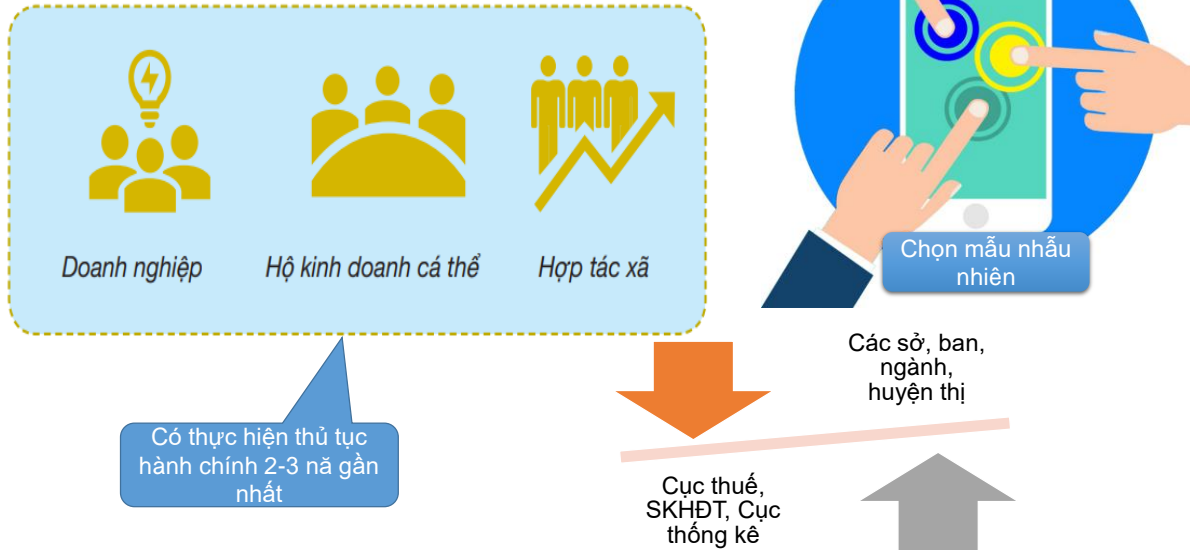 Doanh nghiệp
Hộ kinh doanh cá thể
Hợp tác xã
Chọn mẫu nhẫu
nhiên
Có thực hiện thủ tục
hành chính 2-3 nă gần
nhất
Các sở, ban,
ngành,
huyện thị
Cục thuế,
SKHĐT, Cục
thống kê